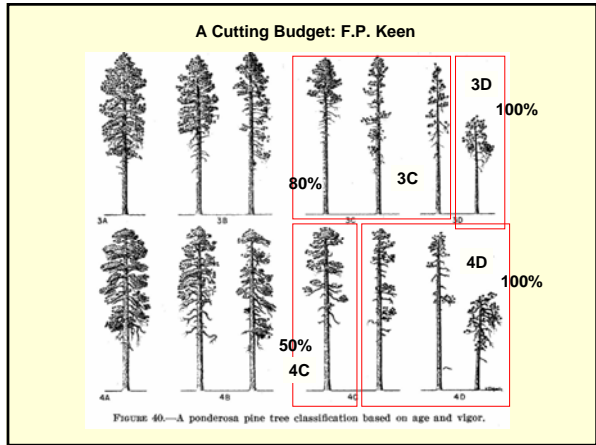 A Cutting Budget: F.P. Keen
3D
100%
80%
3C
3A
3B
3C
3D
4D
100%
50%
4C
4A
4B
4C
4D
FIGURE 40.—A ponderosa pine tree classification based on age and vigor.